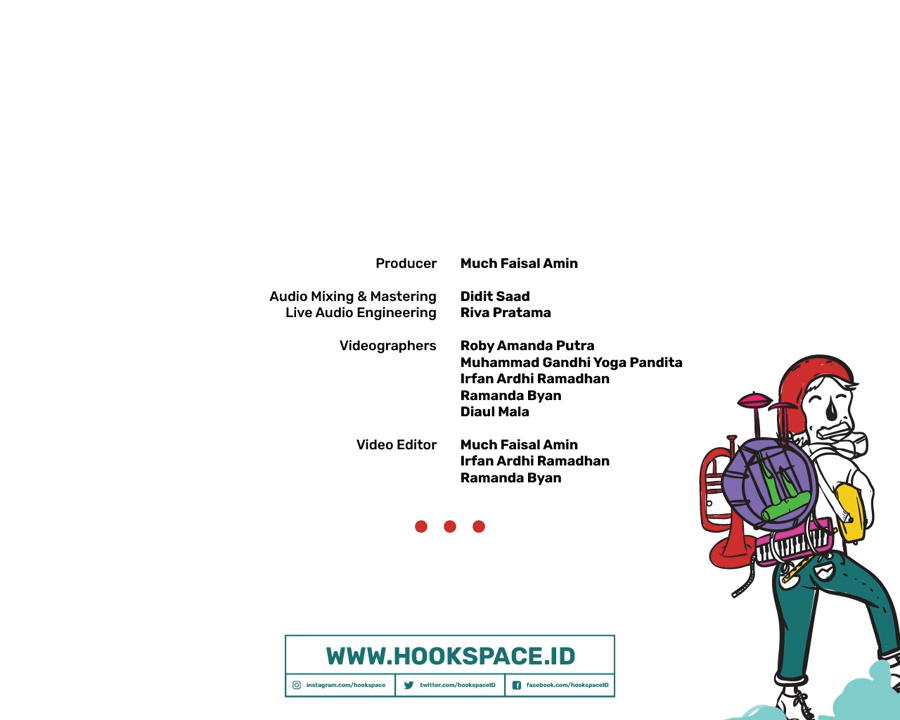 Producer Much Faisal Amin
Audio Mixing & Mastering Didit Saad
Live Audio Engineering Riva Pratama
Videographers Roby Amanda Putra
Muhammad Gandhi Yoga Pandita
Irfan Ardhi Ramadhan
Ramanda Byan
Diaul Mala
Video Editor Much Faisal Amin
Irfan Ardhi Ramadhan
Ramanda Byan
WWW.HOOKSPACE.ID
instagram.com/hookspace twitter.com/hookspaceID facebook.com/hookspaceID